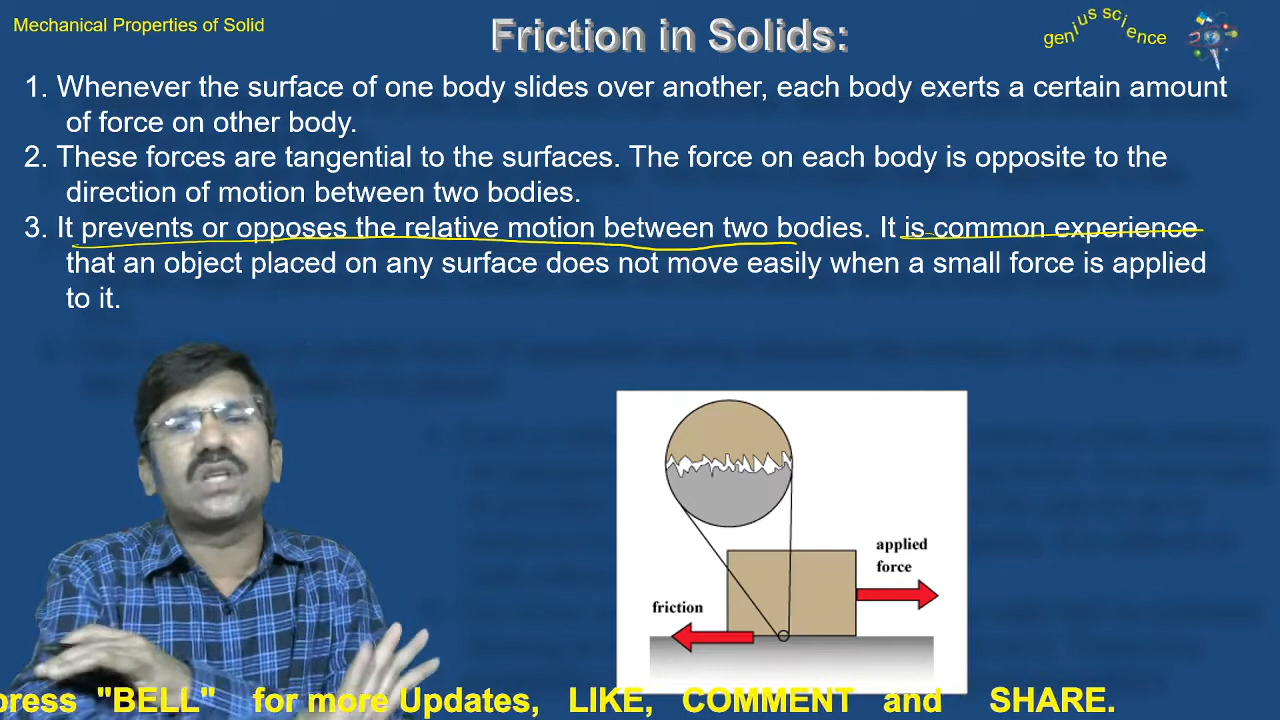 Mechanical Properties of Solid
Friction in Solids:
genius science
1. Whenever the surface of one body slides over another, each body exerts a certain amount
of force on other body.
2. These forces are tangential to the surfaces. The force on each body is opposite to the
direction of motion between two bodies.
3. It prevents or opposes the relative motion between two bodies. It is common experience
that an object placed on any surface does not move easily when a small force is applied
to it.
applied
force
friction
press "BELL" for more Updates, LIKE, COMMENT and SHARE.